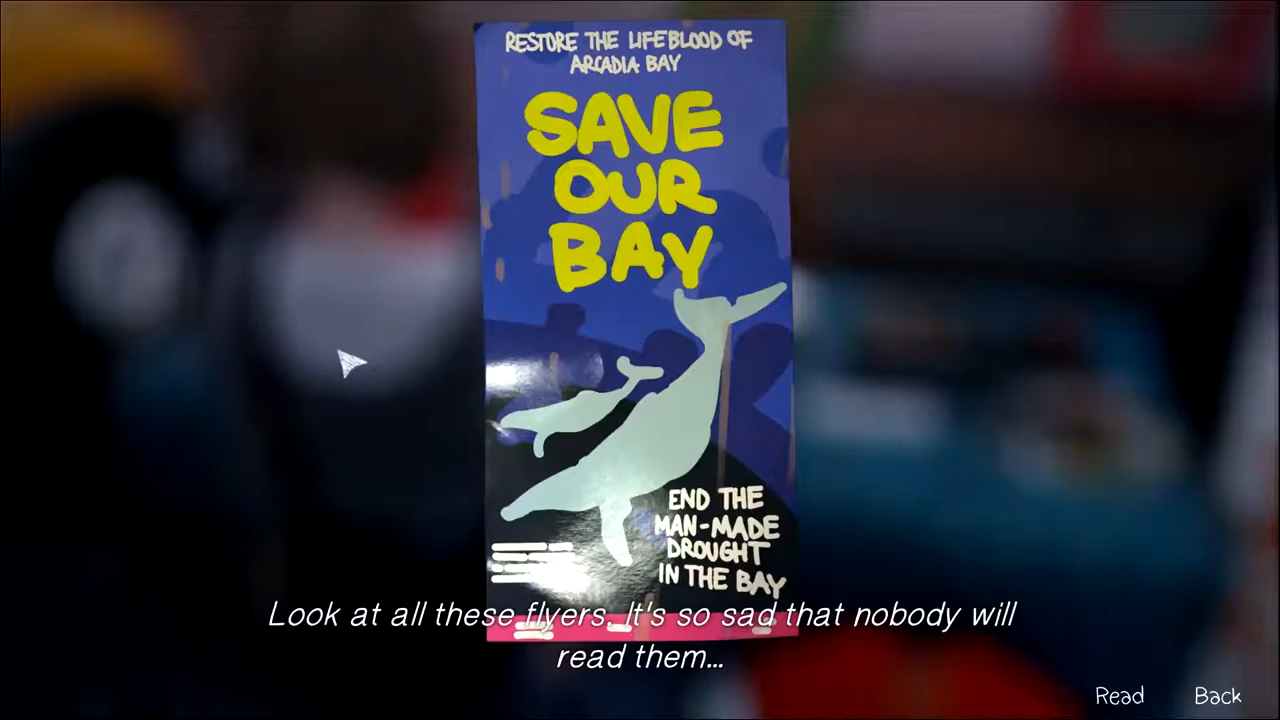 RESTORE THE LIFEBLOOD OF
ARCADIA BAY
SAVE
OUR
BAY
END THE
MAN-MADE
DROUGHT
IN THE BAY
Look at all these flyers. It's so sad that nobody will
read them...
Read
Back